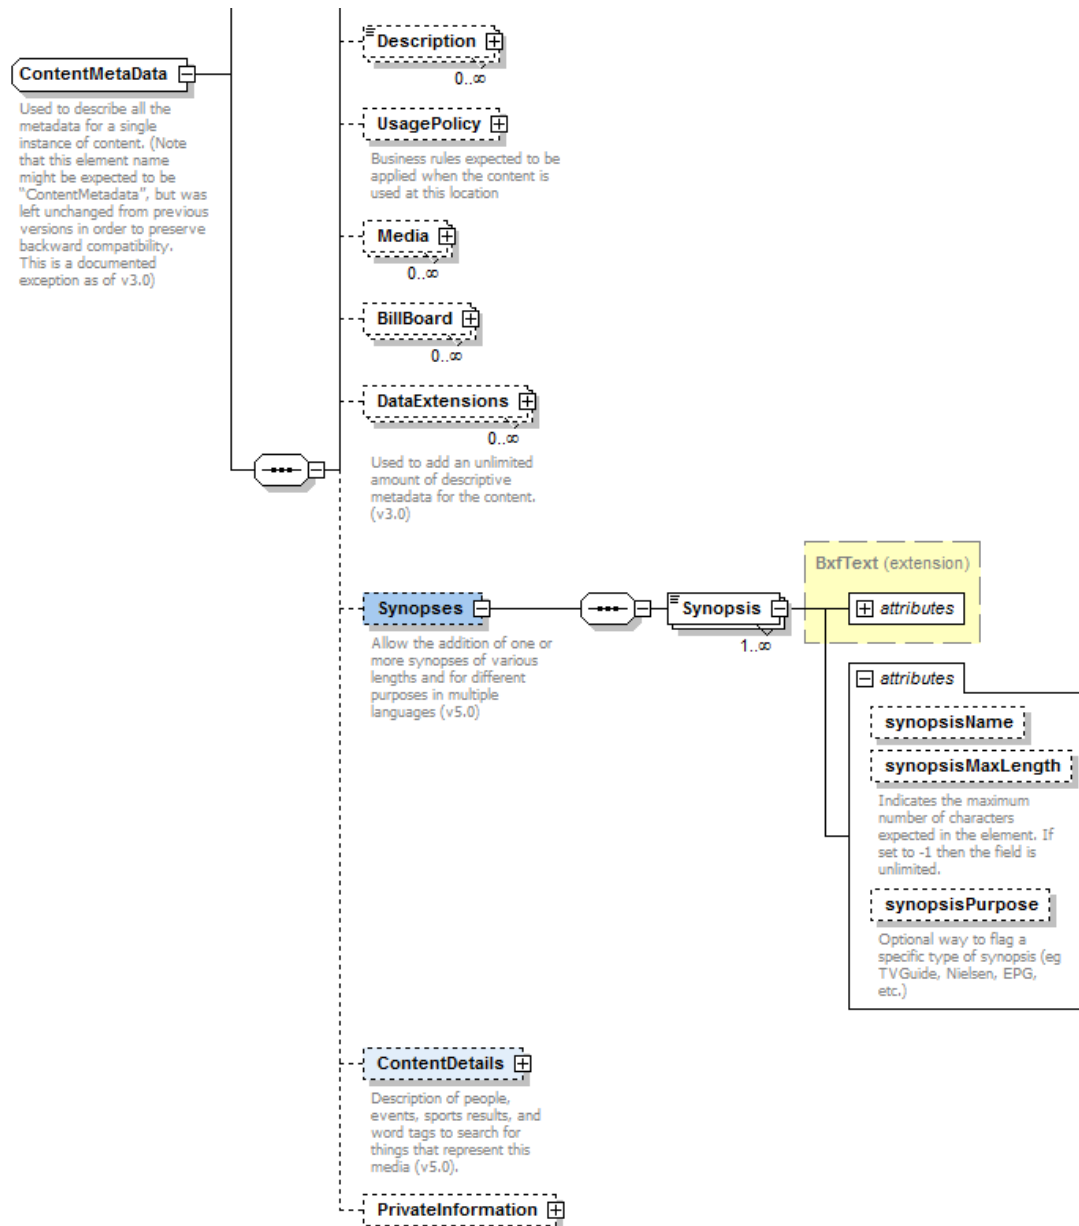 Description
0..∞
ContentMetaData
Used to describe all the
metadata for a single
instance of content. (Note
that this element name
might be expected to be
"ContentMetadata", but was
left unchanged from previous
versions in order to preserve
backward compatibility.
This is a documented
exception as of v3.0)
UsagePolicy
Business rules expected to be
applied when the content is
used at this location
Media
0..∞
BillBoard
0..∞
DataExtensions
0..∞
Used to add an unlimited
amount of descriptive
metadata for the content.
(v3.0)
Synopses
Allow the addition of one or
more synopses of various
lengths and for different
purposes in multiple
languages (v5.0)
Synopsis
1..∞
BxfText (extension)
attributes
attributes
synopsisName
synopsisMaxLength
Indicates the maximum
number of characters
expected in the element. If
set to -1 then the field is
unlimited.
synopsisPurpose
Optional way to flag a
specific type of synopsis (eg
TVGuide, Nielsen, EPG,
etc.)
ContentDetails
Description of people,
events, sports results, and
word tags to search for
things that represent this
media (v5.0).
PrivateInformation